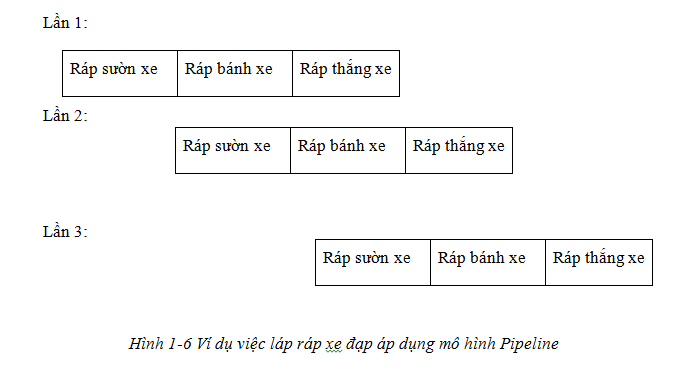 Lần 1:
Ráp sườn xe Ráp bánh xe Ráp thắng xe
Lần 2:
Ráp sườn xe Ráp bánh xe Ráp thắng xe
Lần 3:
Ráp sườn xe Ráp bánh xe Ráp thắng xe
Hình 1-6 Ví dụ việc láp ráp xe đạp áp dụng mô hình Pipeline